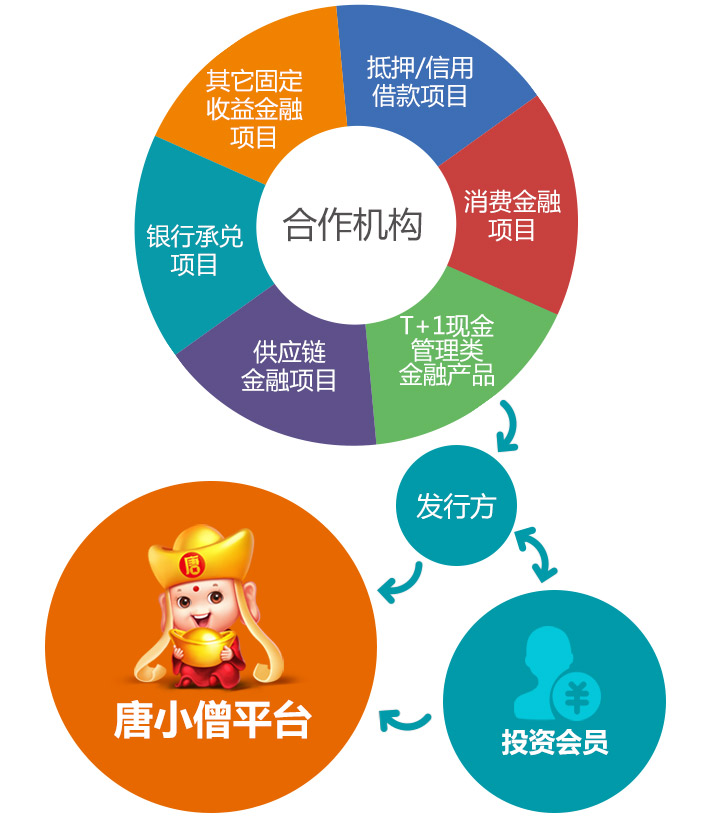 抵押/信用
借款项目
其它固定
收益金融
项目
消费金融
项目
合作机构
银行承兑
项目
T+1现金
管理类
金融产品
供应链
金融项目
发行方
唐
¥
唐小僧平台
投资会员